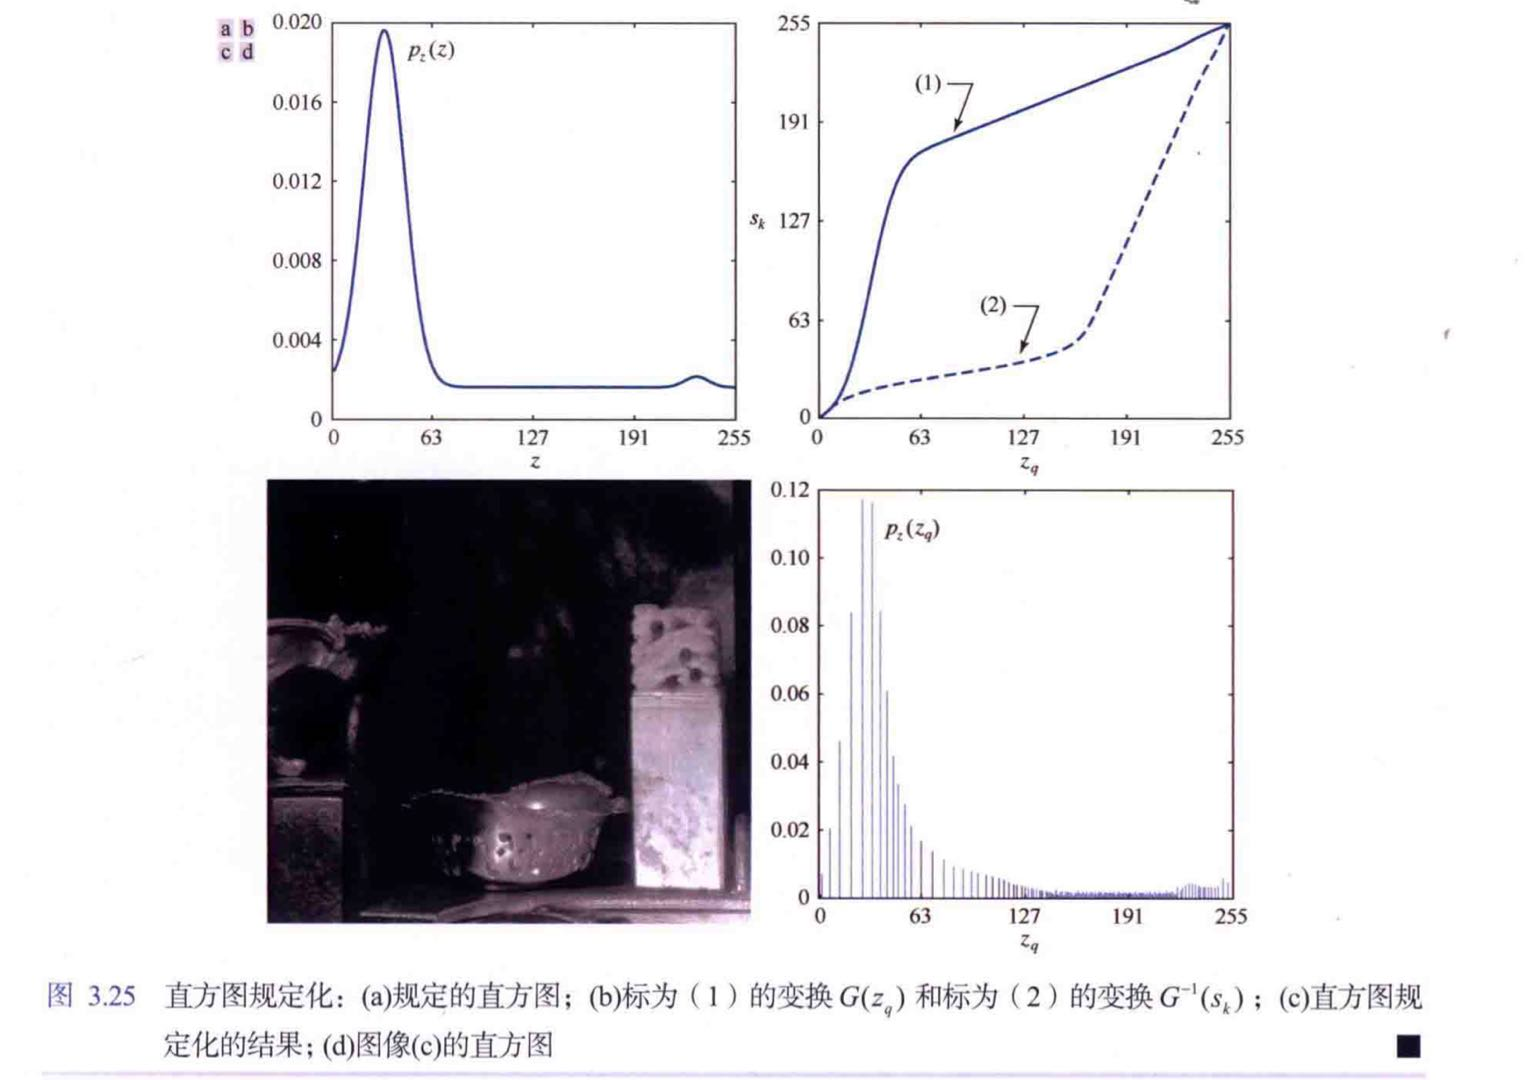 a b
c d
0.020
0.016
0.012
0.008
0.004
0
p_z(z)
0 63 127 191 255
z
255
191
127
63
0
s_k
(1)
(2)
0 63 127 191 255
z_q
0.12
0.10
0.08
0.06
0.04
0.02
0
p_z(z_q)
0 63 127 191 255
z_q
图 3.25 直方图规定化：(a)规定的直方图；(b)标为（1）的变换 G(z_q) 和标为（2）的变换 G⁻¹(s_k)；(c)直方图规
定化的结果；(d)图像(c)的直方图